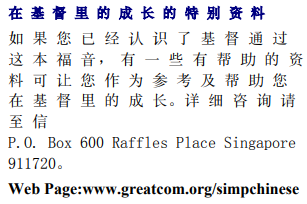 在基督里的成长的特别资料
如果您已经认识了基督通过
这本福音，有一些有帮助的资
料可让您作为参考及帮助您
在基督里的成长。详细咨询请
至信
P.O. Box 600 Raffles Place Singapore
911720。
Web Page:www.greatcom.org/simpchinese